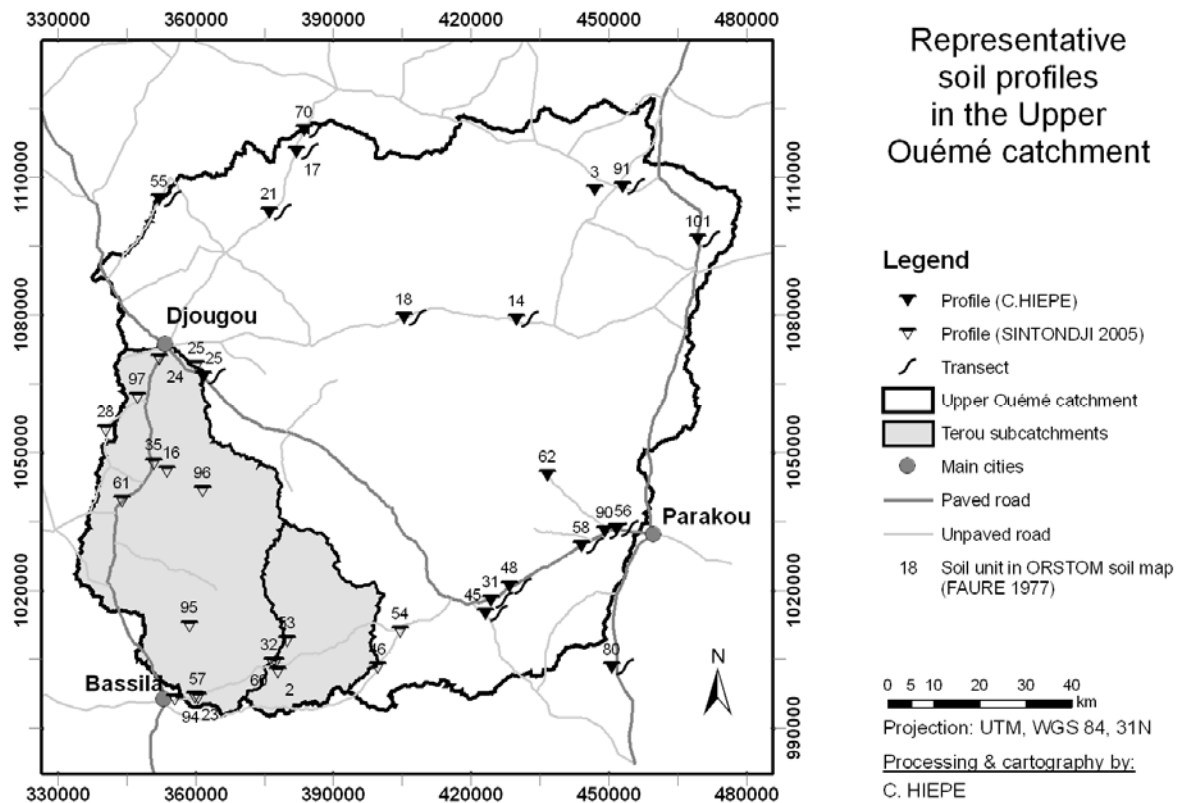 330000 360000 390000 420000 450000 480000
Representative
soil profiles
in the Upper
Ouémé catchment
1110000
1080000
1050000
1020000
990000
70
17
55
21
3
91
101
18
14
Djougou
25
25
24
97
28
35
16
96
61
62
90 56
58
Parakou
48
31
45
95
54
53
32
46
66
2
80
Bassila
57
94 23
1110000
1080000
1050000
1020000
990000
330000 360000 390000 420000 450000 480000
Legend
Profile (C.HIEPE)
Profile (SINTONDJI 2005)
Transect
Upper Ouémé catchment
Terou subcatchments
Main cities
Paved road
Unpaved road
18 Soil unit in ORSTOM soil map
(FAURE 1977)
N
0 5 10 20 30 40
km
Projection: UTM, WGS 84, 31N
Processing & cartography by:
C. HIEPE